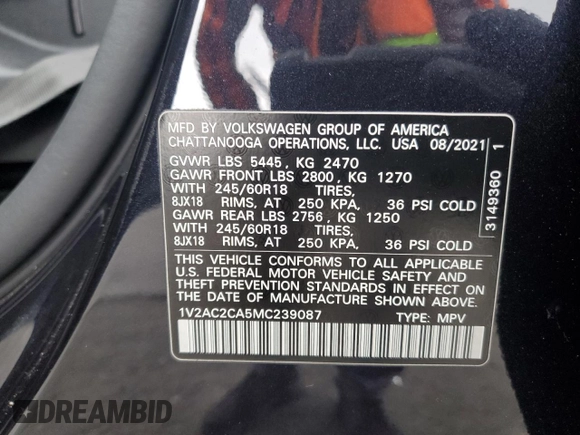 MFD BY VOLKSWAGEN GROUP OF AMERICA
CHATTANOOGA OPERATIONS, LLC. USA 08/2021
GVWR LBS 5445, KG 2470
GAWR FRONT LBS 2800, KG 1270
WITH 245/60R18 TIRES,
8JX18 RIMS, AT 250 KPA, 36 PSI COLD
GAWR REAR LBS 2756, KG 1250
WITH 245/60R18 TIRES,
8JX18 RIMS, AT 250 KPA, 36 PSI COLD
THIS VEHICLE CONFORMS TO ALL APPLICABLE
U.S. FEDERAL MOTOR VEHICLE SAFETY AND
THEFT PREVENTION STANDARDS IN EFFECT ON
THE DATE OF MANUFACTURE SHOWN ABOVE.
1V2AC2CA5MC239087 TYPE: MPV
3149360 1
DREAMBID